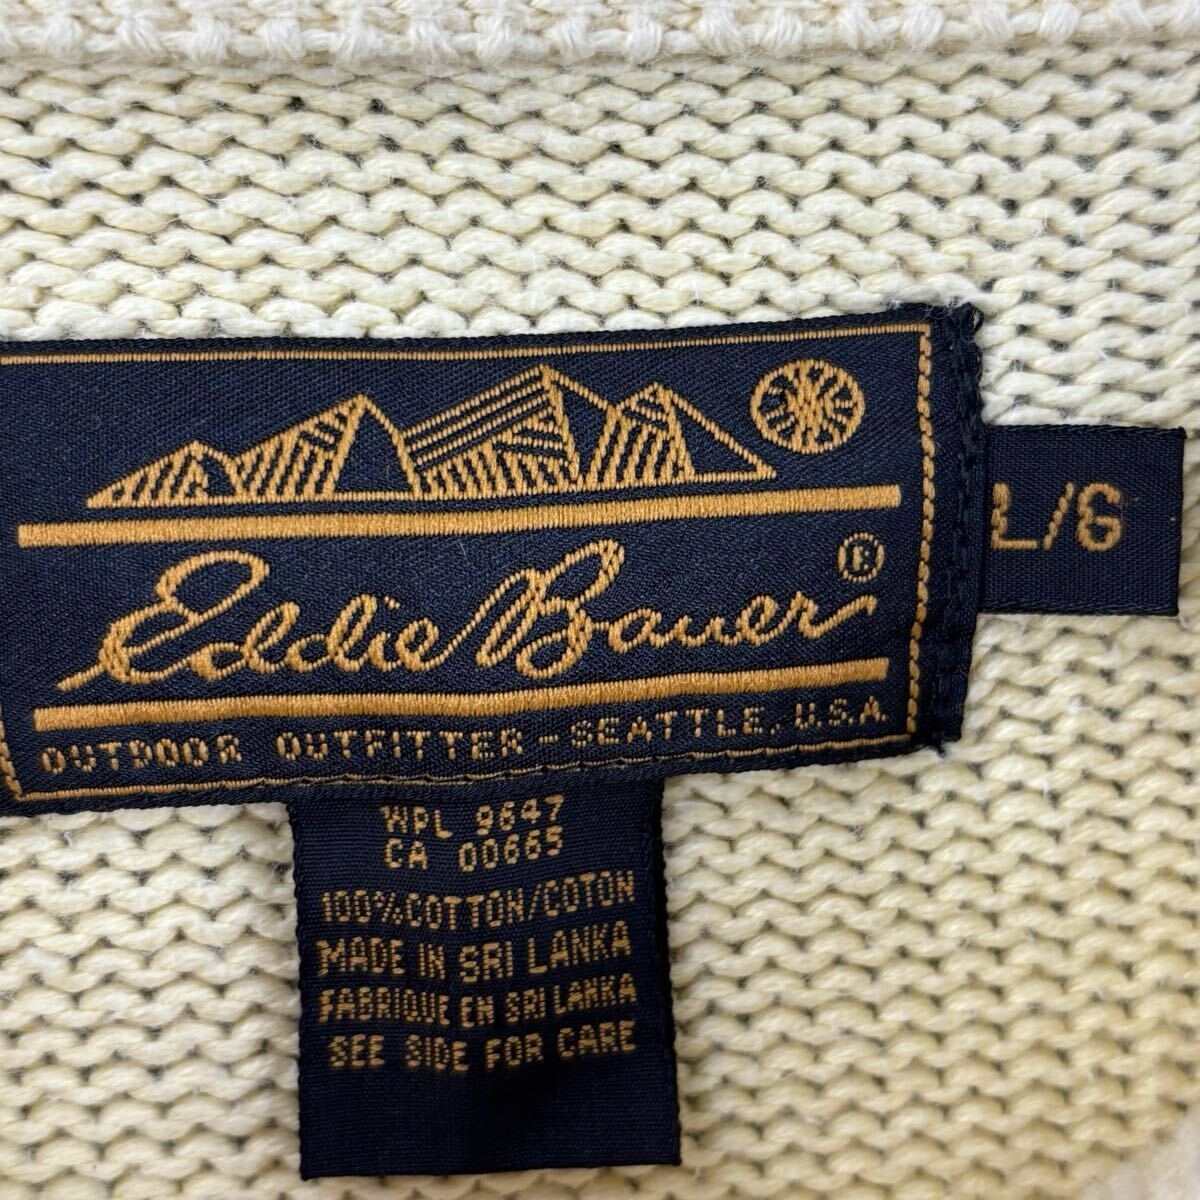 Eddie Bauer ®
OUTDOOR OUTFITTER - SEATTLE, U.S.A
L/G
WPL 9647
CA 00665
100% COTTON/COTON
MADE IN SRI LANKA
FABRIQUE EN SRI LANKA
SEE SIDE FOR CARE